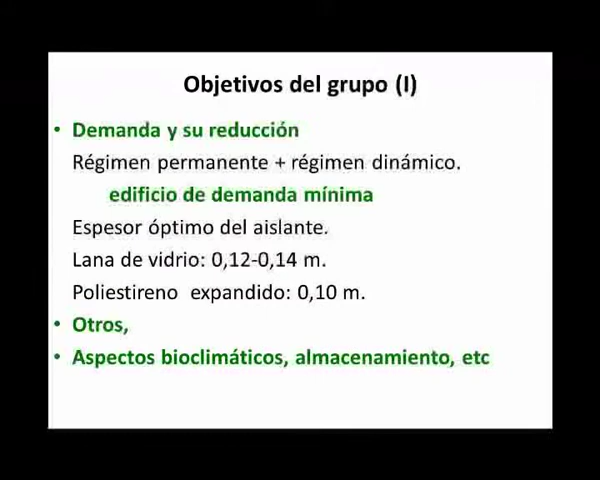 Objetivos del grupo (I)
• Demanda y su reducción
Régimen permanente + régimen dinámico.
edificio de demanda mínima
Espesor óptimo del aislante.
Lana de vidrio: 0,12-0,14 m.
Poliestireno expandido: 0,10 m.
• Otros,
• Aspectos bioclimáticos, almacenamiento, etc